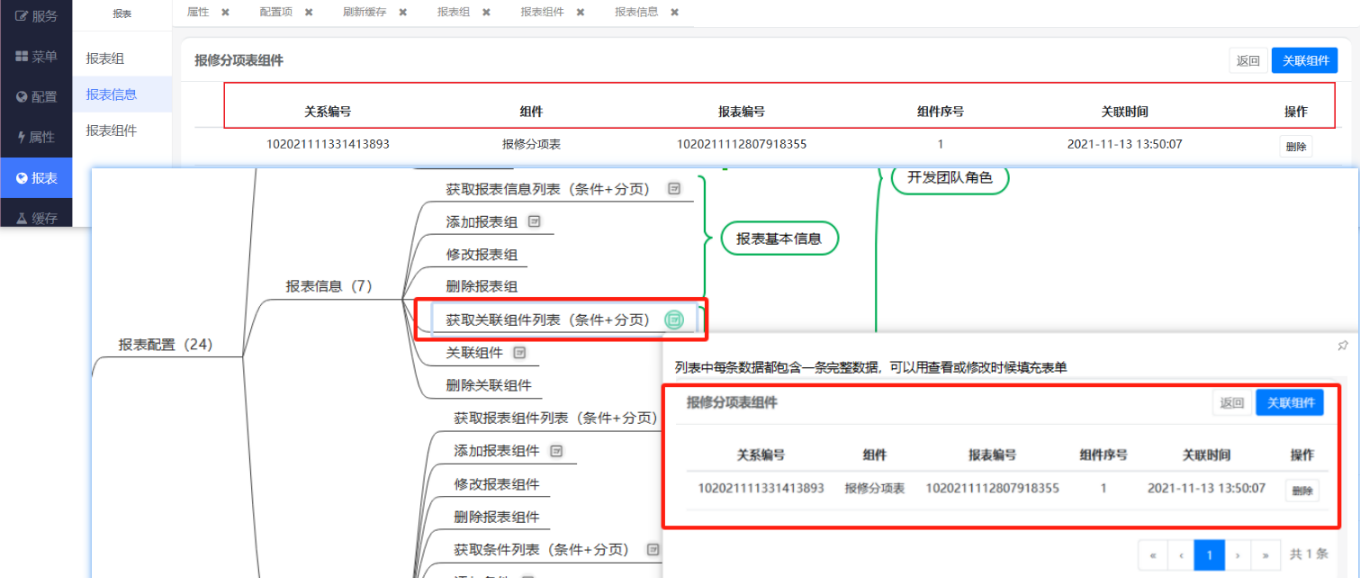 服务
菜单
配置
属性
报表
缓存
报表
报表组
报表信息
报表组件
属性 ✖ 配置项 ✖ 刷新缓存 ✖ 报表组 ✖ 报表组件 ✖ 报表信息 ✖
报修分项表组件 返回 关联组件
关系编号 组件 报表编号 组件序号 关联时间 操作
102021111331413893 报修分项表 1020211112807918355 1 2021-11-13 13:50:07 删除
获取报表信息列表（条件+分页）
添加报表组
修改报表组
删除报表组
获取关联组件列表（条件+分页）
关联组件
删除关联组件
报表信息（7）
报表配置（24）
获取报表组件列表（条件+分页）
添加报表组件
修改报表组件
删除报表组件
获取条件列表（条件+分页）
报表基本信息
开发团队角色
列表中每条数据都包含一条完整数据，可以用查看或修改时候填充表单
报修分项表组件 返回 关联组件
关系编号 组件 报表编号 组件序号 关联时间 操作
102021111331413893 报修分项表 1020211112807918355 1 2021-11-13 13:50:07 删除
« ‹ 1 › » 共 1 条